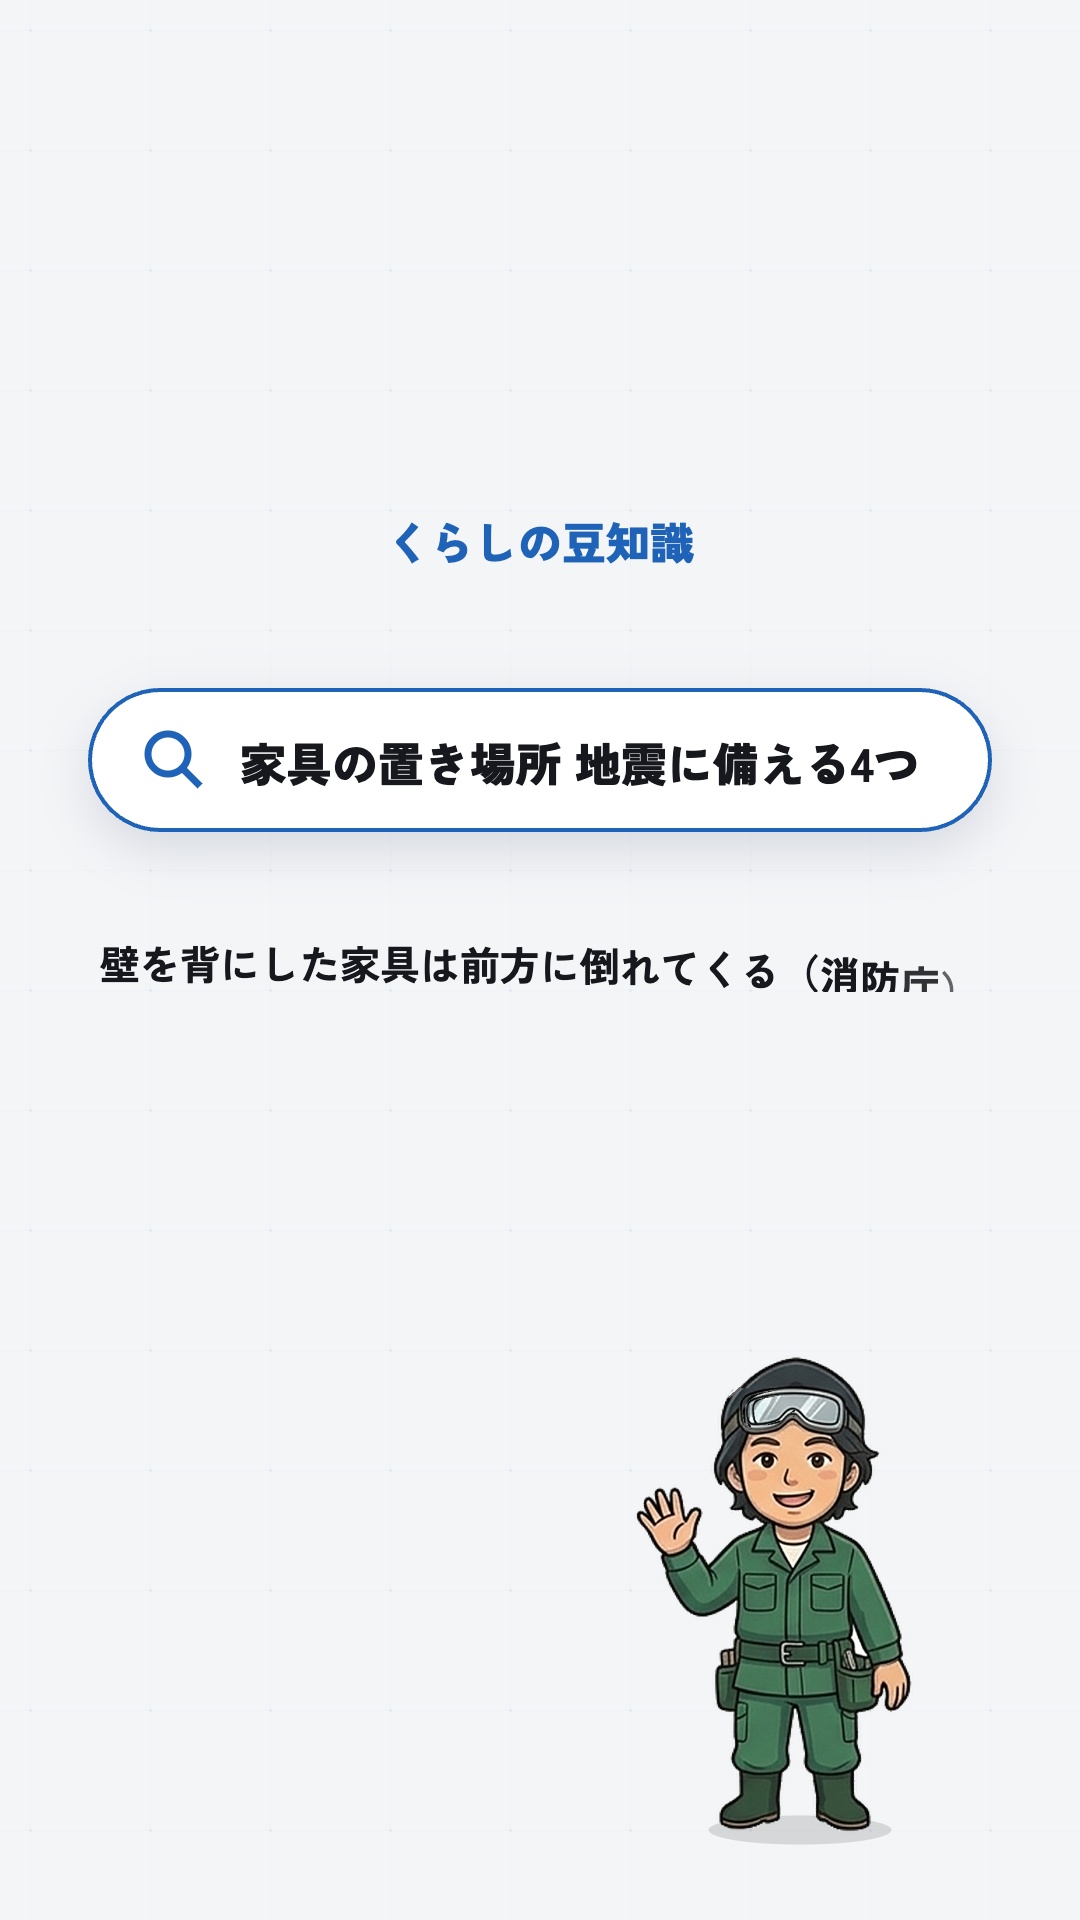 くらしの豆知識
家具の置き場所 地震に備える4つ
壁を背にした家具は前方に倒れてくる（消防庁）